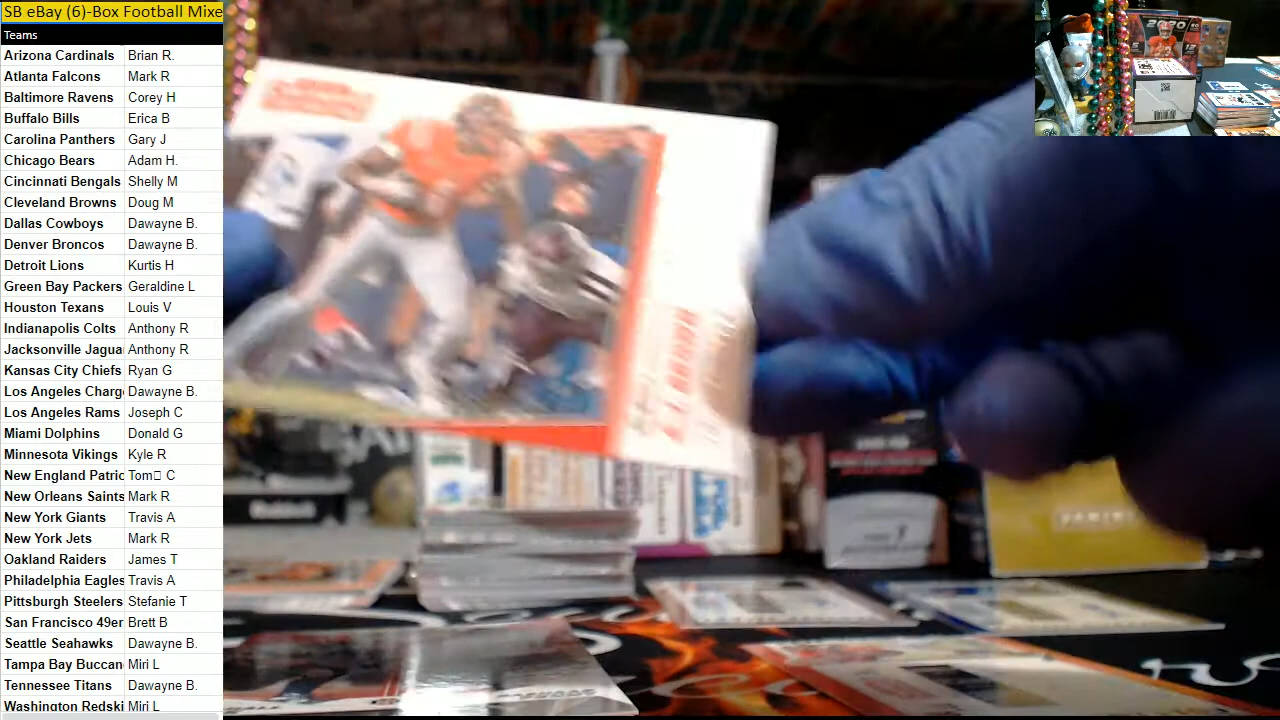 SB eBay (6)-Box Football Mixe
Teams
Arizona Cardinals Brian R.
Atlanta Falcons Mark R
Baltimore Ravens Corey H
Buffalo Bills Erica B
Carolina Panthers Gary J
Chicago Bears Adam H.
Cincinnati Bengals Shelly M
Cleveland Browns Doug M
Dallas Cowboys Dawayne B.
Denver Broncos Dawayne B.
Detroit Lions Kurtis H
Green Bay Packers Geraldine L
Houston Texans Louis V
Indianapolis Colts Anthony R
Jacksonville Jagua Anthony R
Kansas City Chiefs Ryan G
Los Angeles Charg Dawayne B.
Los Angeles Rams Joseph C
Miami Dolphins Donald G
Minnesota Vikings Kyle R
New England Patric Tom□ C
New Orleans Saints Mark R
New York Giants Travis A
New York Jets Mark R
Oakland Raiders James T
Philadelphia Eagles Travis A
Pittsburgh Steelers Stefanie T
San Francisco 49er Brett B
Seattle Seahawks Dawayne B.
Tampa Bay Buccan Miri L
Tennessee Titans Dawayne B.
Washington Redski Miri L
2020
PANINI